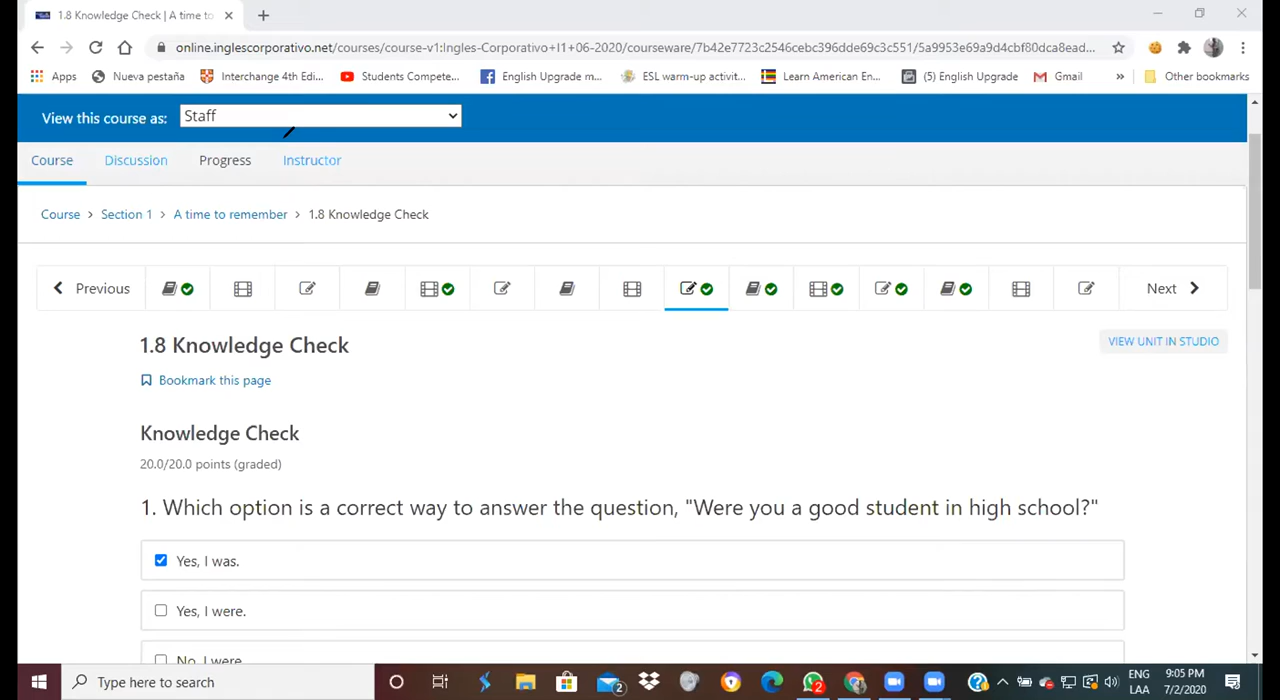 1.8 Knowledge Check | A time to
online.inglescorporativo.net/courses/course-v1:Ingles-Corporativo+I1+06-2020/courseware/7b42e7723c2546cebc396dde69c3c551/5a9953e69a9d4cbf80dca8ead...
Apps Nueva pestaña Interchange 4th Edi... Students Compete... English Upgrade m... ESL warm-up activit... Learn American En... (5) English Upgrade Gmail » Other bookmarks
View this course as: Staff
Course Discussion Progress Instructor
Course > Section 1 > A time to remember > 1.8 Knowledge Check
Previous Next
1.8 Knowledge Check
VIEW UNIT IN STUDIO
Bookmark this page
Knowledge Check
20.0/20.0 points (graded)
1. Which option is a correct way to answer the question, "Were you a good student in high school?"
Yes, I was.
Yes, I were.
No, I were
Type here to search
2
2
ENG
LAA
9:05 PM
7/2/2020